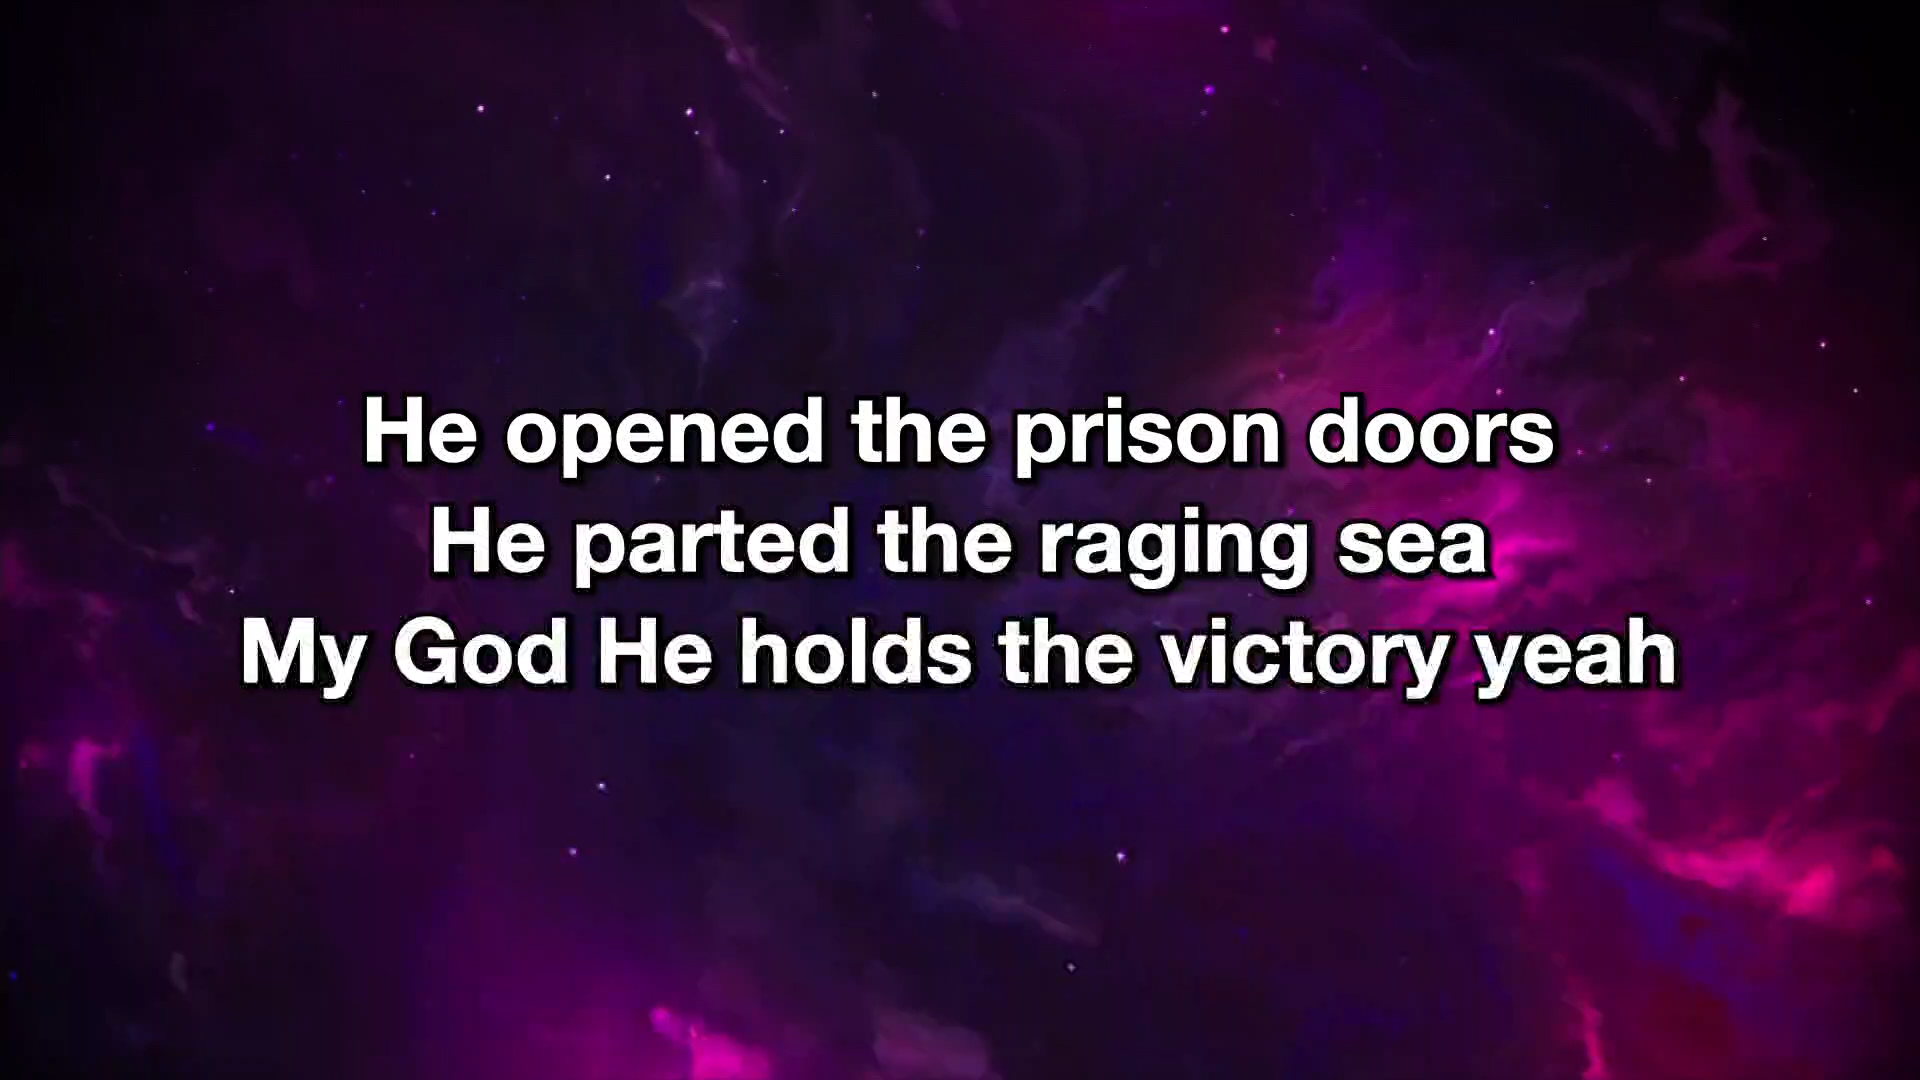 He opened the prison doors
He parted the raging sea
My God He holds the victory yeah